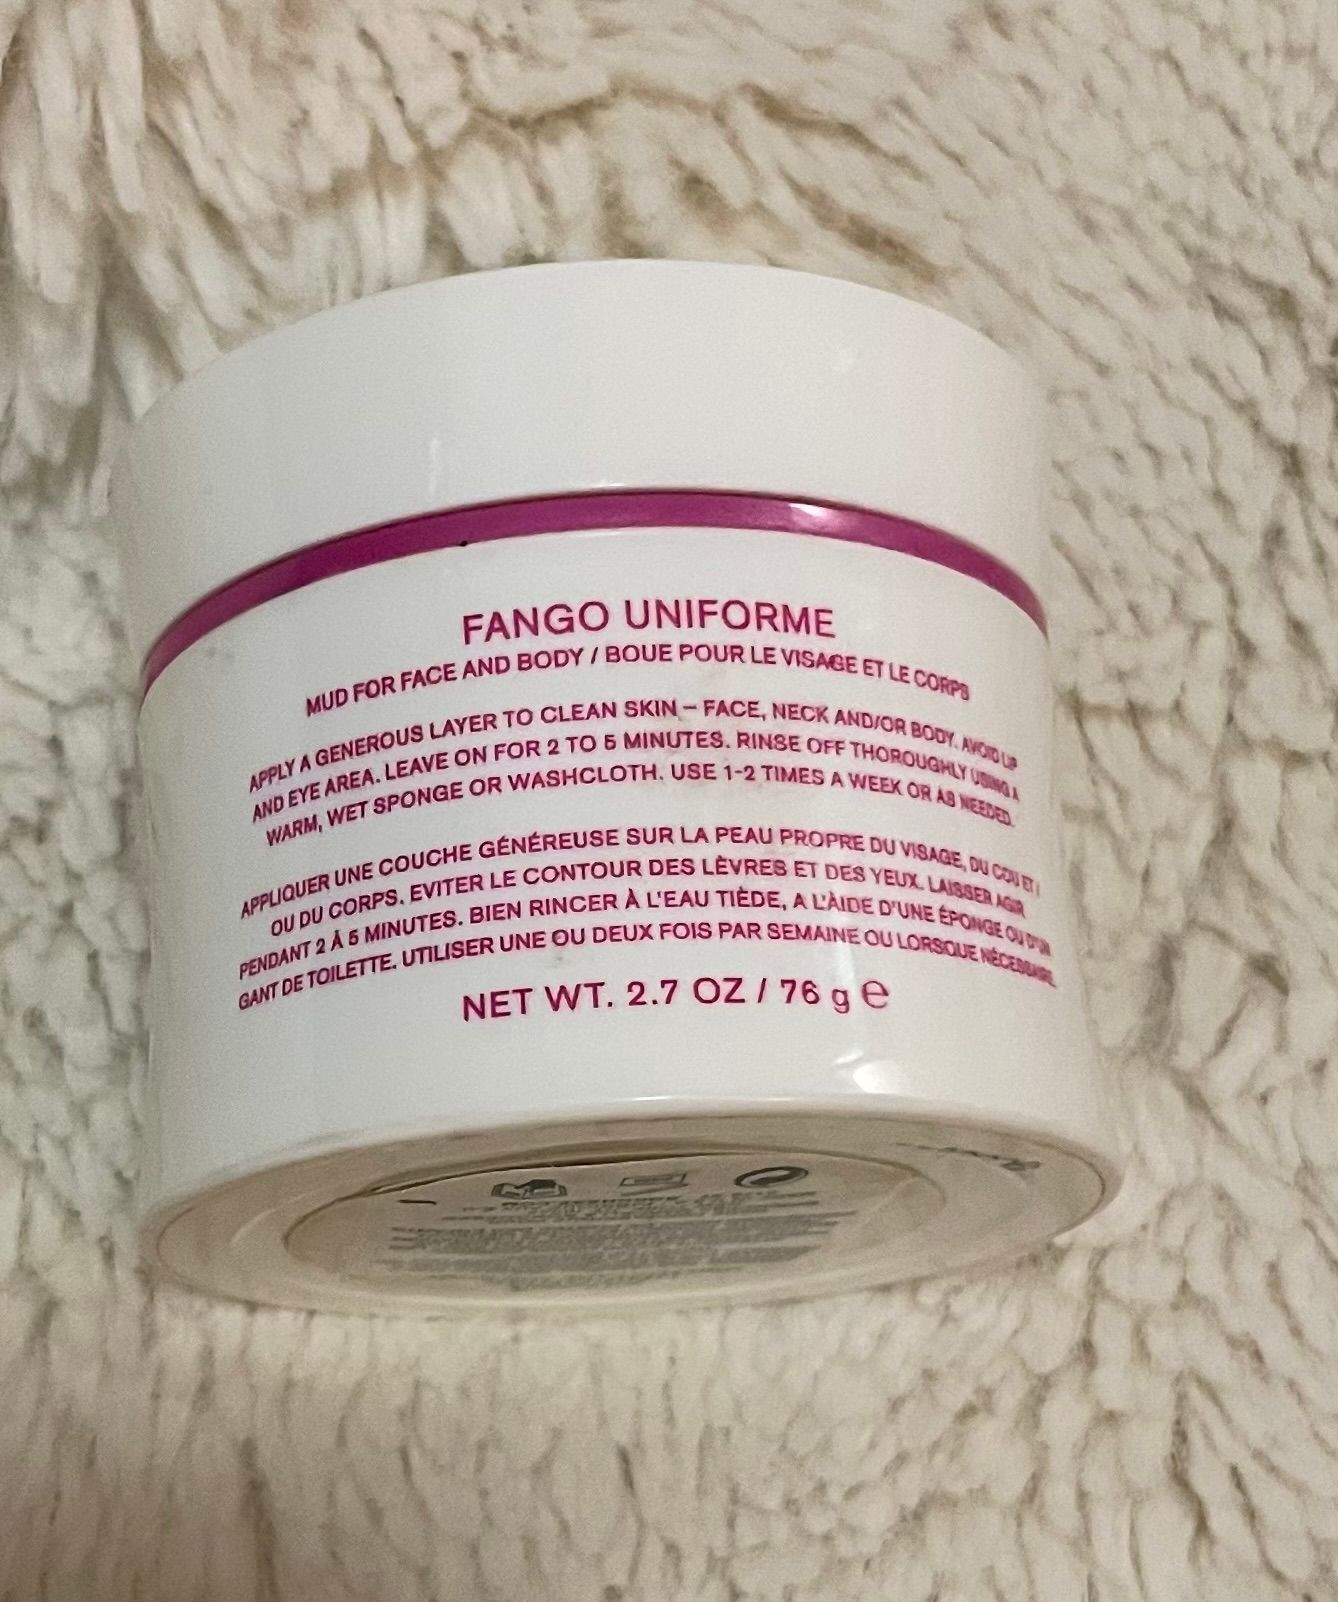 FANGO UNIFORME
MUD FOR FACE AND BODY / BOUE POUR LE VISAGE ET LE CORPS
APPLY A GENEROUS LAYER TO CLEAN SKIN – FACE, NECK AND/OR BODY. AVOID LIP
AND EYE AREA. LEAVE ON FOR 2 TO 5 MINUTES. RINSE OFF THOROUGHLY USING A
WARM, WET SPONGE OR WASHCLOTH. USE 1-2 TIMES A WEEK OR AS NEEDED.
APPLIQUER UNE COUCHE GÉNÉREUSE SUR LA PEAU PROPRE DU VISAGE, DU COU ET /
OU DU CORPS. EVITER LE CONTOUR DES LÈVRES ET DES YEUX. LAISSER AGIR
PENDANT 2 À 5 MINUTES. BIEN RINCER À L'EAU TIÈDE, A L'ÀIDE D'UNE ÉPONGE OU D'UN
GANT DE TOILETTE. UTILISER UNE OU DEUX FOIS PAR SEMAINE OU LORSQUE NÉCESSAIRE.
NET WT. 2.7 OZ / 76 g e